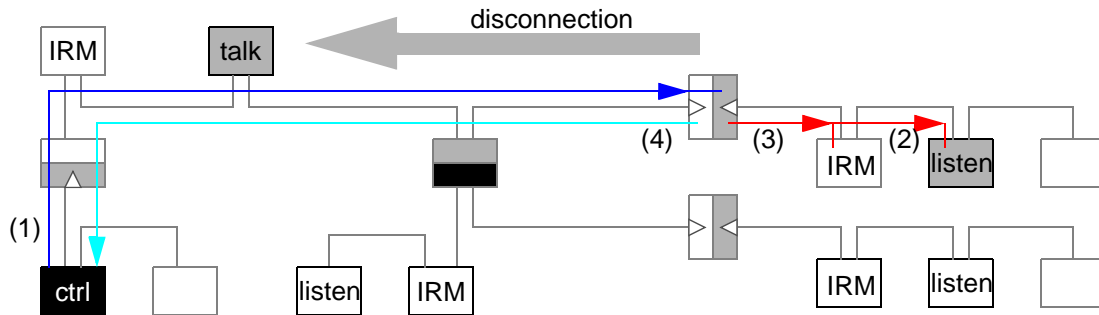 disconnection
IRM
talk
(4)
(3)
(2)
IRM
listen
(1)
ctrl
listen
IRM
IRM
listen